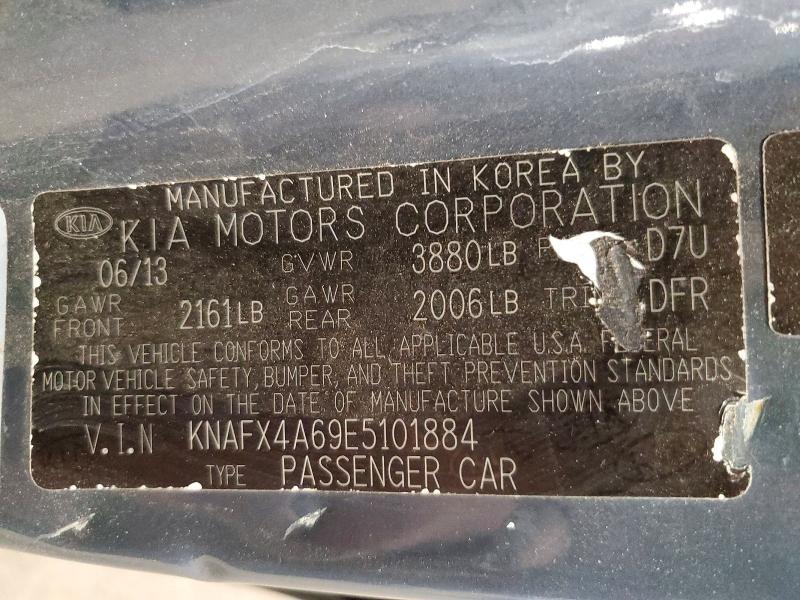 MANUFACTURED IN KOREA BY
KIA KIA MOTORS CORPORATION
06/13 GVWR 3880LB D7U
GAWR FRONT 2161LB GAWR REAR 2006LB TRI DFR
THIS VEHICLE CONFORMS TO ALL APPLICABLE U.S.A.
MOTOR VEHICLE SAFETY, BUMPER, AND THEFT PREVENTION STANDARDS
IN EFFECT ON THE DATE OF MANUFACTURE SHOWN ABOVE
V.I.N KNAFX4A69E5101884
TYPE PASSENGER CAR